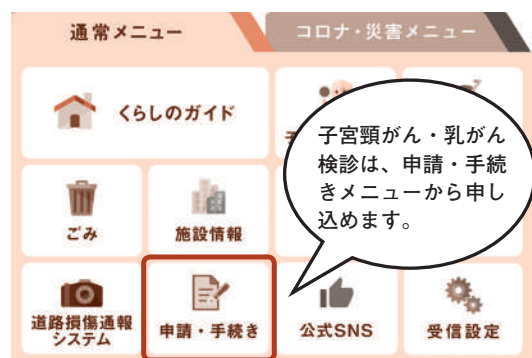 通常メニュー
コロナ・災害メニュー
くらしのガイド
子宮頸がん・乳がん
検診は、申請・手続
きメニューから申し
込めます。
ごみ
施設情報
道路損傷通報
システム
申請・手続き
公式SNS
受信設定